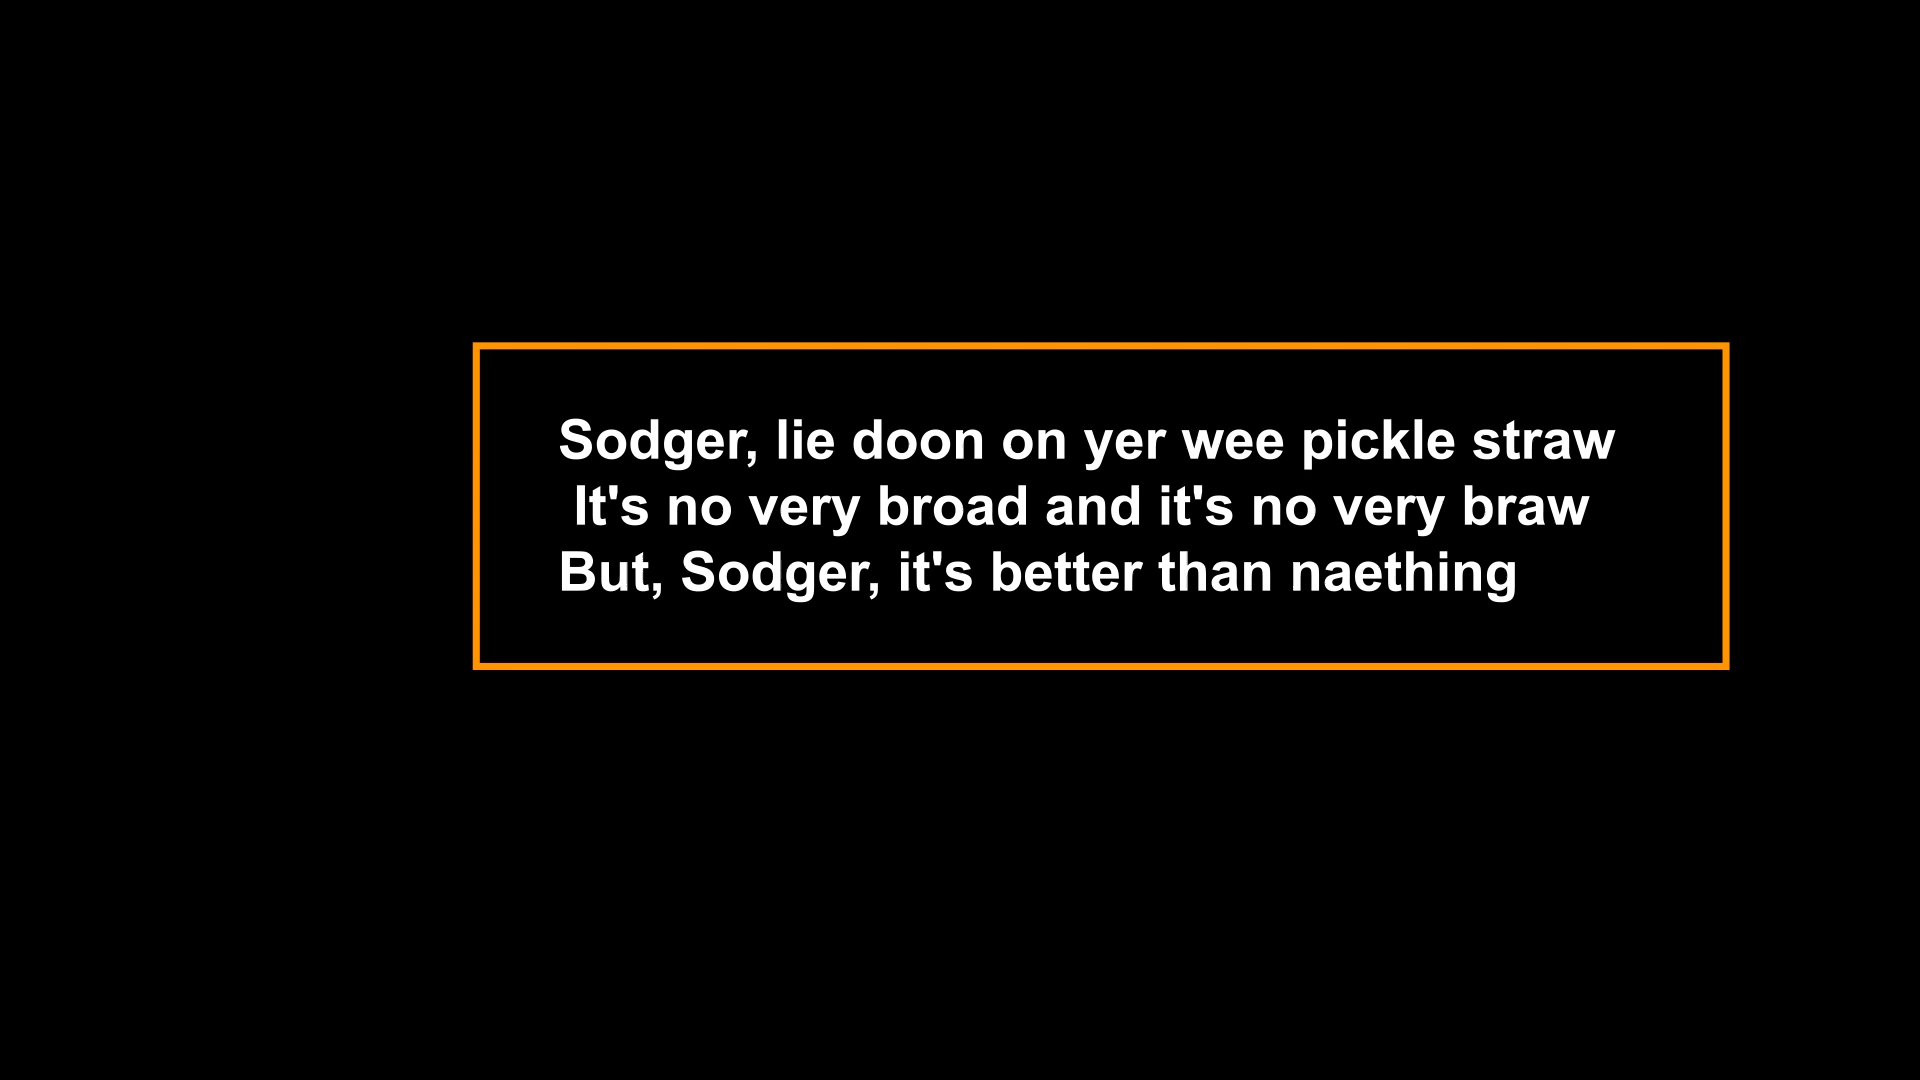 Sodger, lie doon on yer wee pickle straw
It's no very broad and it's no very braw
But, Sodger, it's better than naething